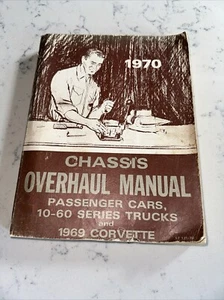 1970
CHASSIS
OVERHAUL MANUAL
PASSENGER CARS,
10-60 SERIES TRUCKS
and
1969 CORVETTE